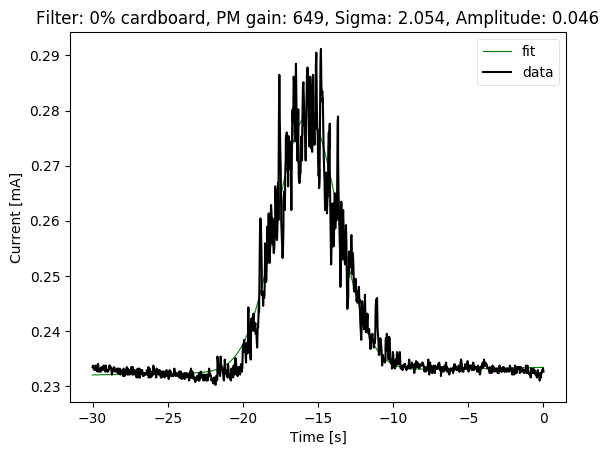 Filter: 0% cardboard, PM gain: 649, Sigma: 2.054, Amplitude: 0.046
fit
data
0.29
0.28
0.27
0.26
0.25
0.24
0.23
Current [mA]
−30 −25 −20 −15 −10 −5 0
Time [s]